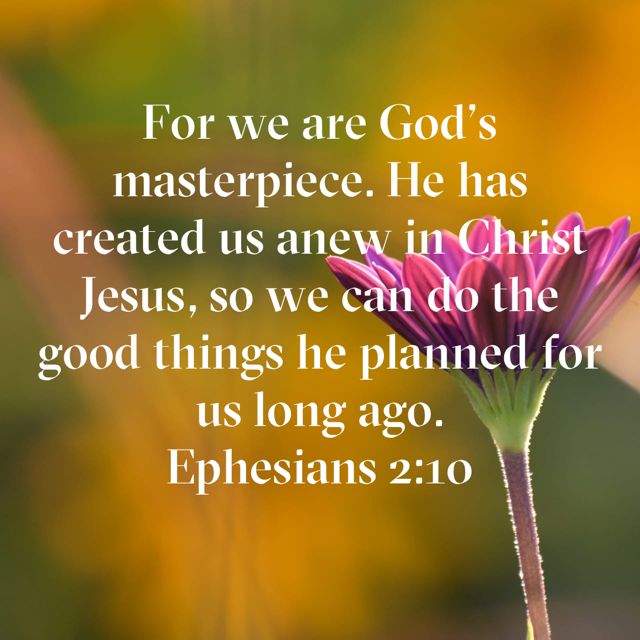 For we are God’s
masterpiece. He has
created us anew in Christ
Jesus, so we can do the
good things he planned for
us long ago.
Ephesians 2:10